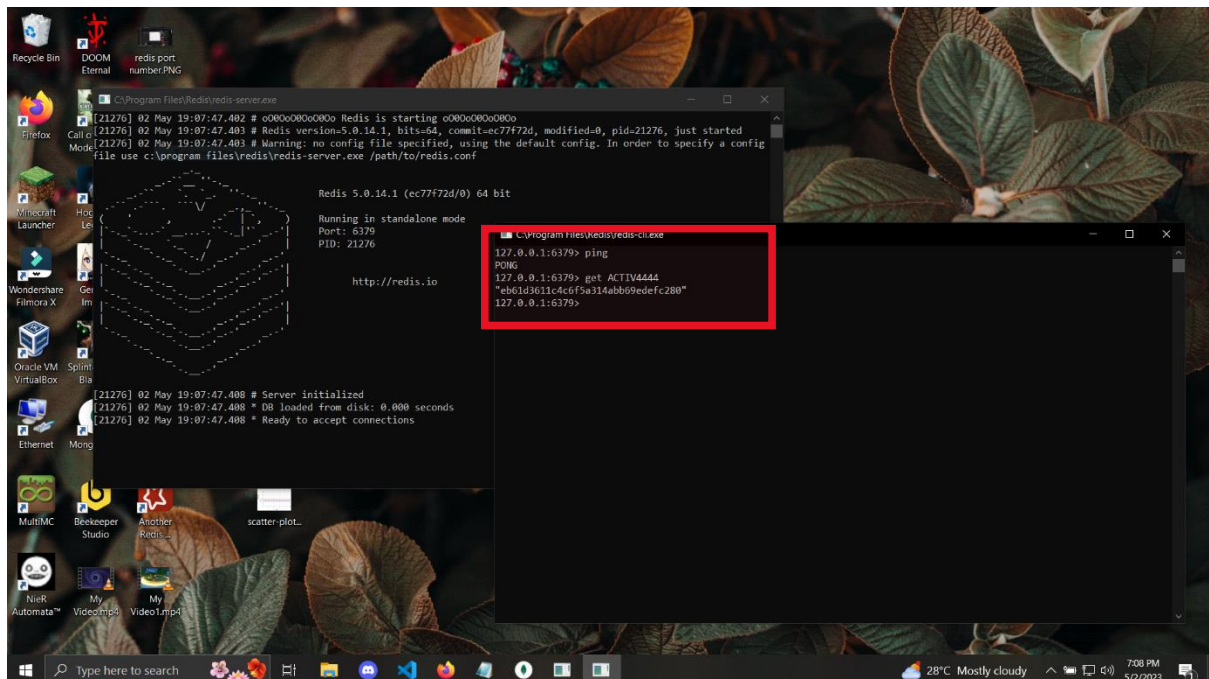 Recycle Bin
DOOM
Eternal
redis port
number.PNG
Firefox
Call o
Mode
Minecraft
Launcher
Hog
Le
Wondershare
Filmora X
Ge
Im
Oracle VM
VirtualBox
Splint
Bla
Ethernet
Mong
MultiMC
Beekeeper
Studio
Another
Redis ...
scatter-plot...
NieR
Automata™
My
Video.mp4
My
Video1.mp4
C:\Program Files\Redis\redis-server.exe
[21276] 02 May 19:07:47.402 # oO0OoO0OoO0Oo Redis is starting oO0OoO0OoO0Oo
[21276] 02 May 19:07:47.403 # Redis version=5.0.14.1, bits=64, commit=ec77f72d, modified=0, pid=21276, just started
[21276] 02 May 19:07:47.403 # Warning: no config file specified, using the default config. In order to specify a config
file use c:\program files\redis\redis-server.exe /path/to/redis.conf
Redis 5.0.14.1 (ec77f72d/0) 64 bit
Running in standalone mode
Port: 6379
PID: 21276
http://redis.io
[21276] 02 May 19:07:47.408 # Server initialized
[21276] 02 May 19:07:47.408 * DB loaded from disk: 0.000 seconds
[21276] 02 May 19:07:47.408 * Ready to accept connections
C:\Program Files\Redis\redis-cli.exe
127.0.0.1:6379> ping
PONG
127.0.0.1:6379> get ACTIV4444
"eb61d3611c4c6f5a314abb69edefc280"
127.0.0.1:6379>
Type here to search
28°C Mostly cloudy
7:08 PM
5/2/2023